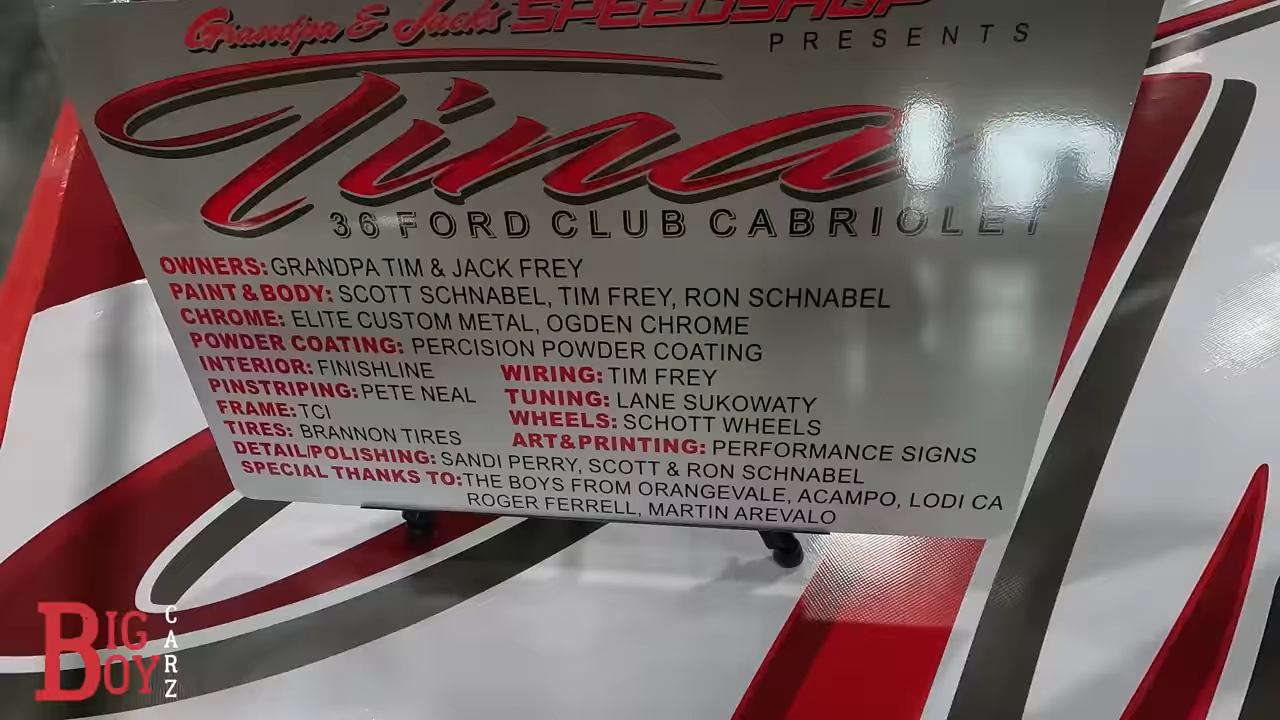 Grandpa & Jack's SPEEDSHOP
PRESENTS
Tina
36 FORD CLUB CABRIOLET
OWNERS: GRANDPA TIM & JACK FREY
PAINT & BODY: SCOTT SCHNABEL, TIM FREY, RON SCHNABEL
CHROME: ELITE CUSTOM METAL, OGDEN CHROME
POWDER COATING: PERCISION POWDER COATING
INTERIOR: FINISHLINE
PINSTRIPING: PETE NEAL
FRAME: TCI
TIRES: BRANNON TIRES
WIRING: TIM FREY
TUNING: LANE SUKOWATY
WHEELS: SCHOTT WHEELS
ART&PRINTING: PERFORMANCE SIGNS
DETAIL/POLISHING: SANDI PERRY, SCOTT & RON SCHNABEL
SPECIAL THANKS TO: THE BOYS FROM ORANGEVALE, ACAMPO, LODI CA
ROGER FERRELL, MARTIN AREVALO
BIG BOY CARZ